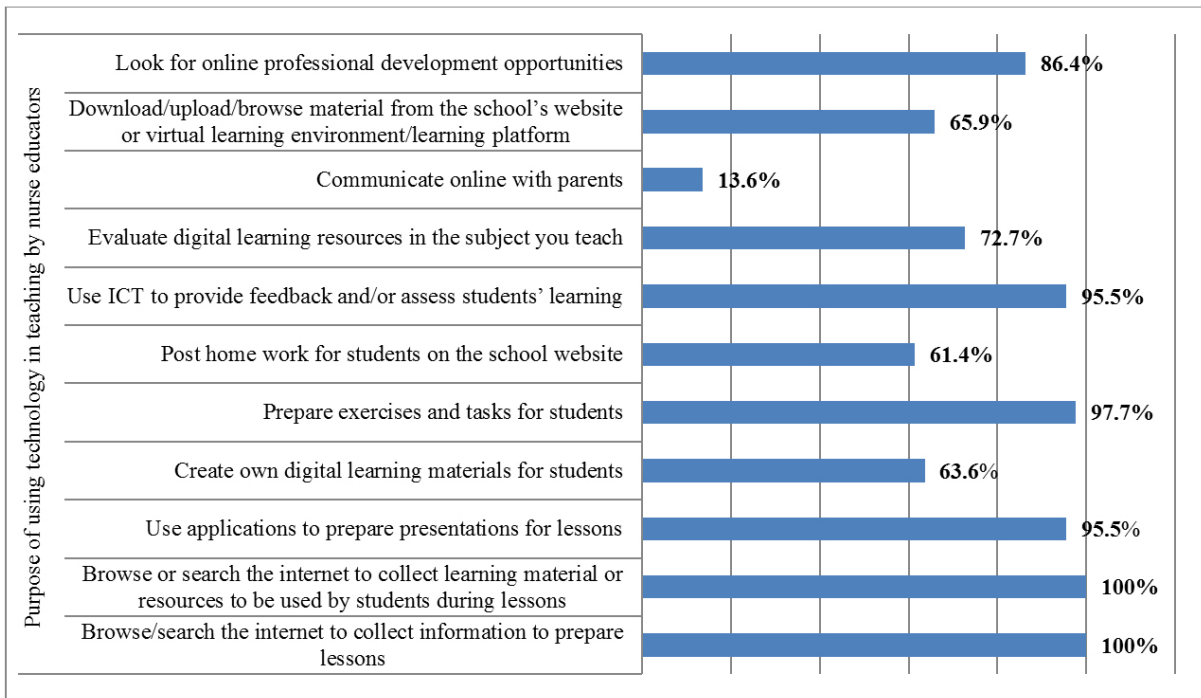 Purpose of using technology in teaching by nurse educators
Look for online professional development opportunities
86.4%
Download/upload/browse material from the school’s website
or virtual learning environment/learning platform
65.9%
Communicate online with parents
13.6%
Evaluate digital learning resources in the subject you teach
72.7%
Use ICT to provide feedback and/or assess students’ learning
95.5%
Post home work for students on the school website
61.4%
Prepare exercises and tasks for students
97.7%
Create own digital learning materials for students
63.6%
Use applications to prepare presentations for lessons
95.5%
Browse or search the internet to collect learning material or
resources to be used by students during lessons
100%
Browse/search the internet to collect information to prepare
lessons
100%